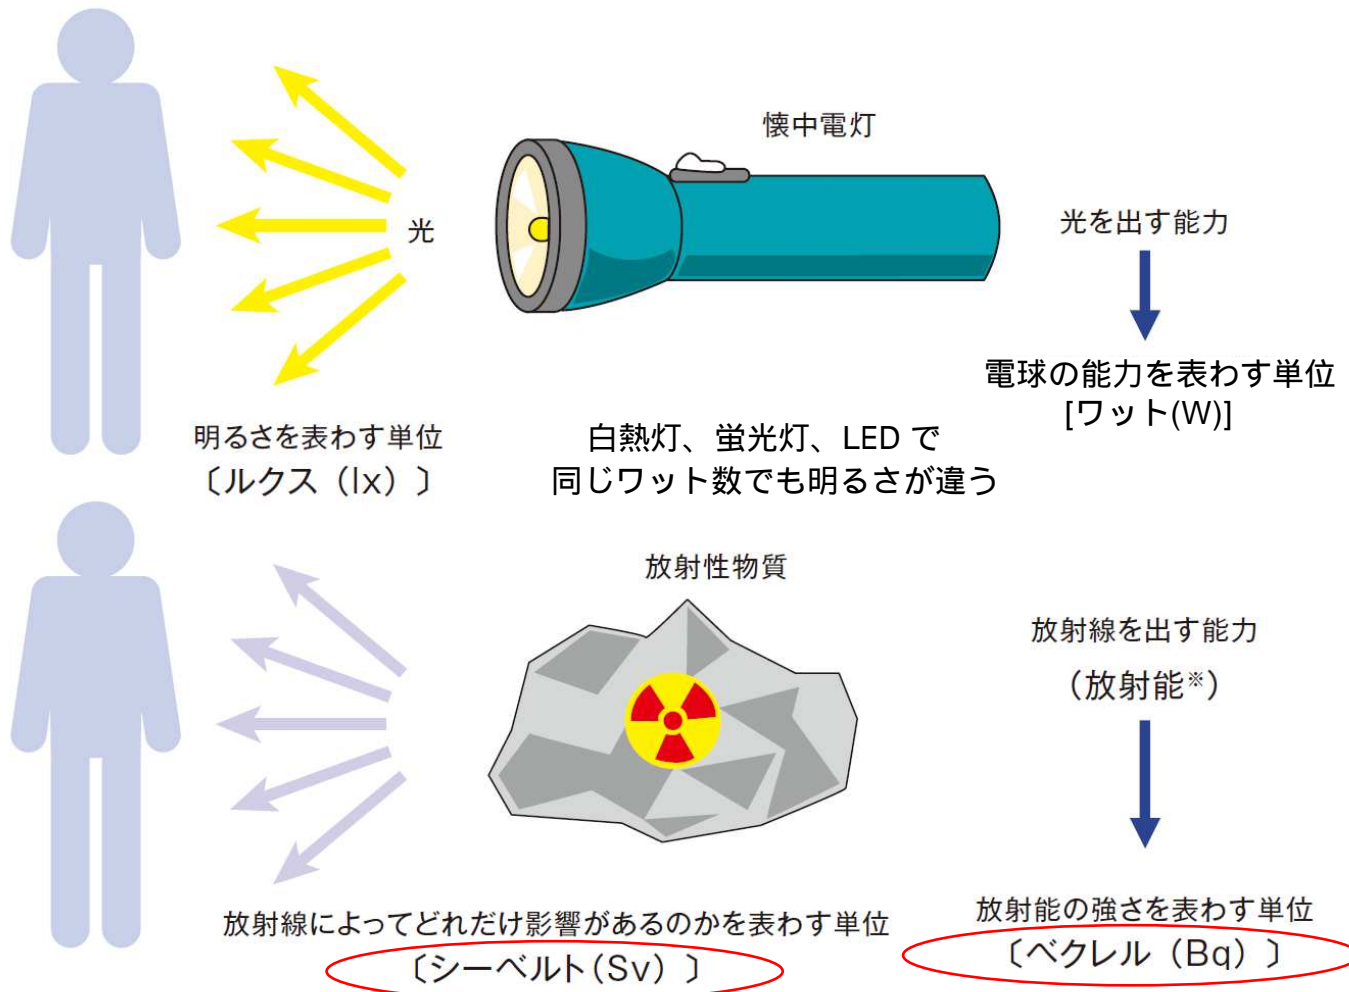 懐中電灯
光
光を出す能力
電球の能力を表わす単位
[ワット(W)]
明るさを表わす単位
〔ルクス（lx）〕
白熱灯、蛍光灯、LED で
同じワット数でも明るさが違う
放射性物質
放射線を出す能力
（放射能※）
放射線によってどれだけ影響があるのかを表わす単位
〔シーベルト（Sv）〕
放射能の強さを表わす単位
〔ベクレル（Bq）〕